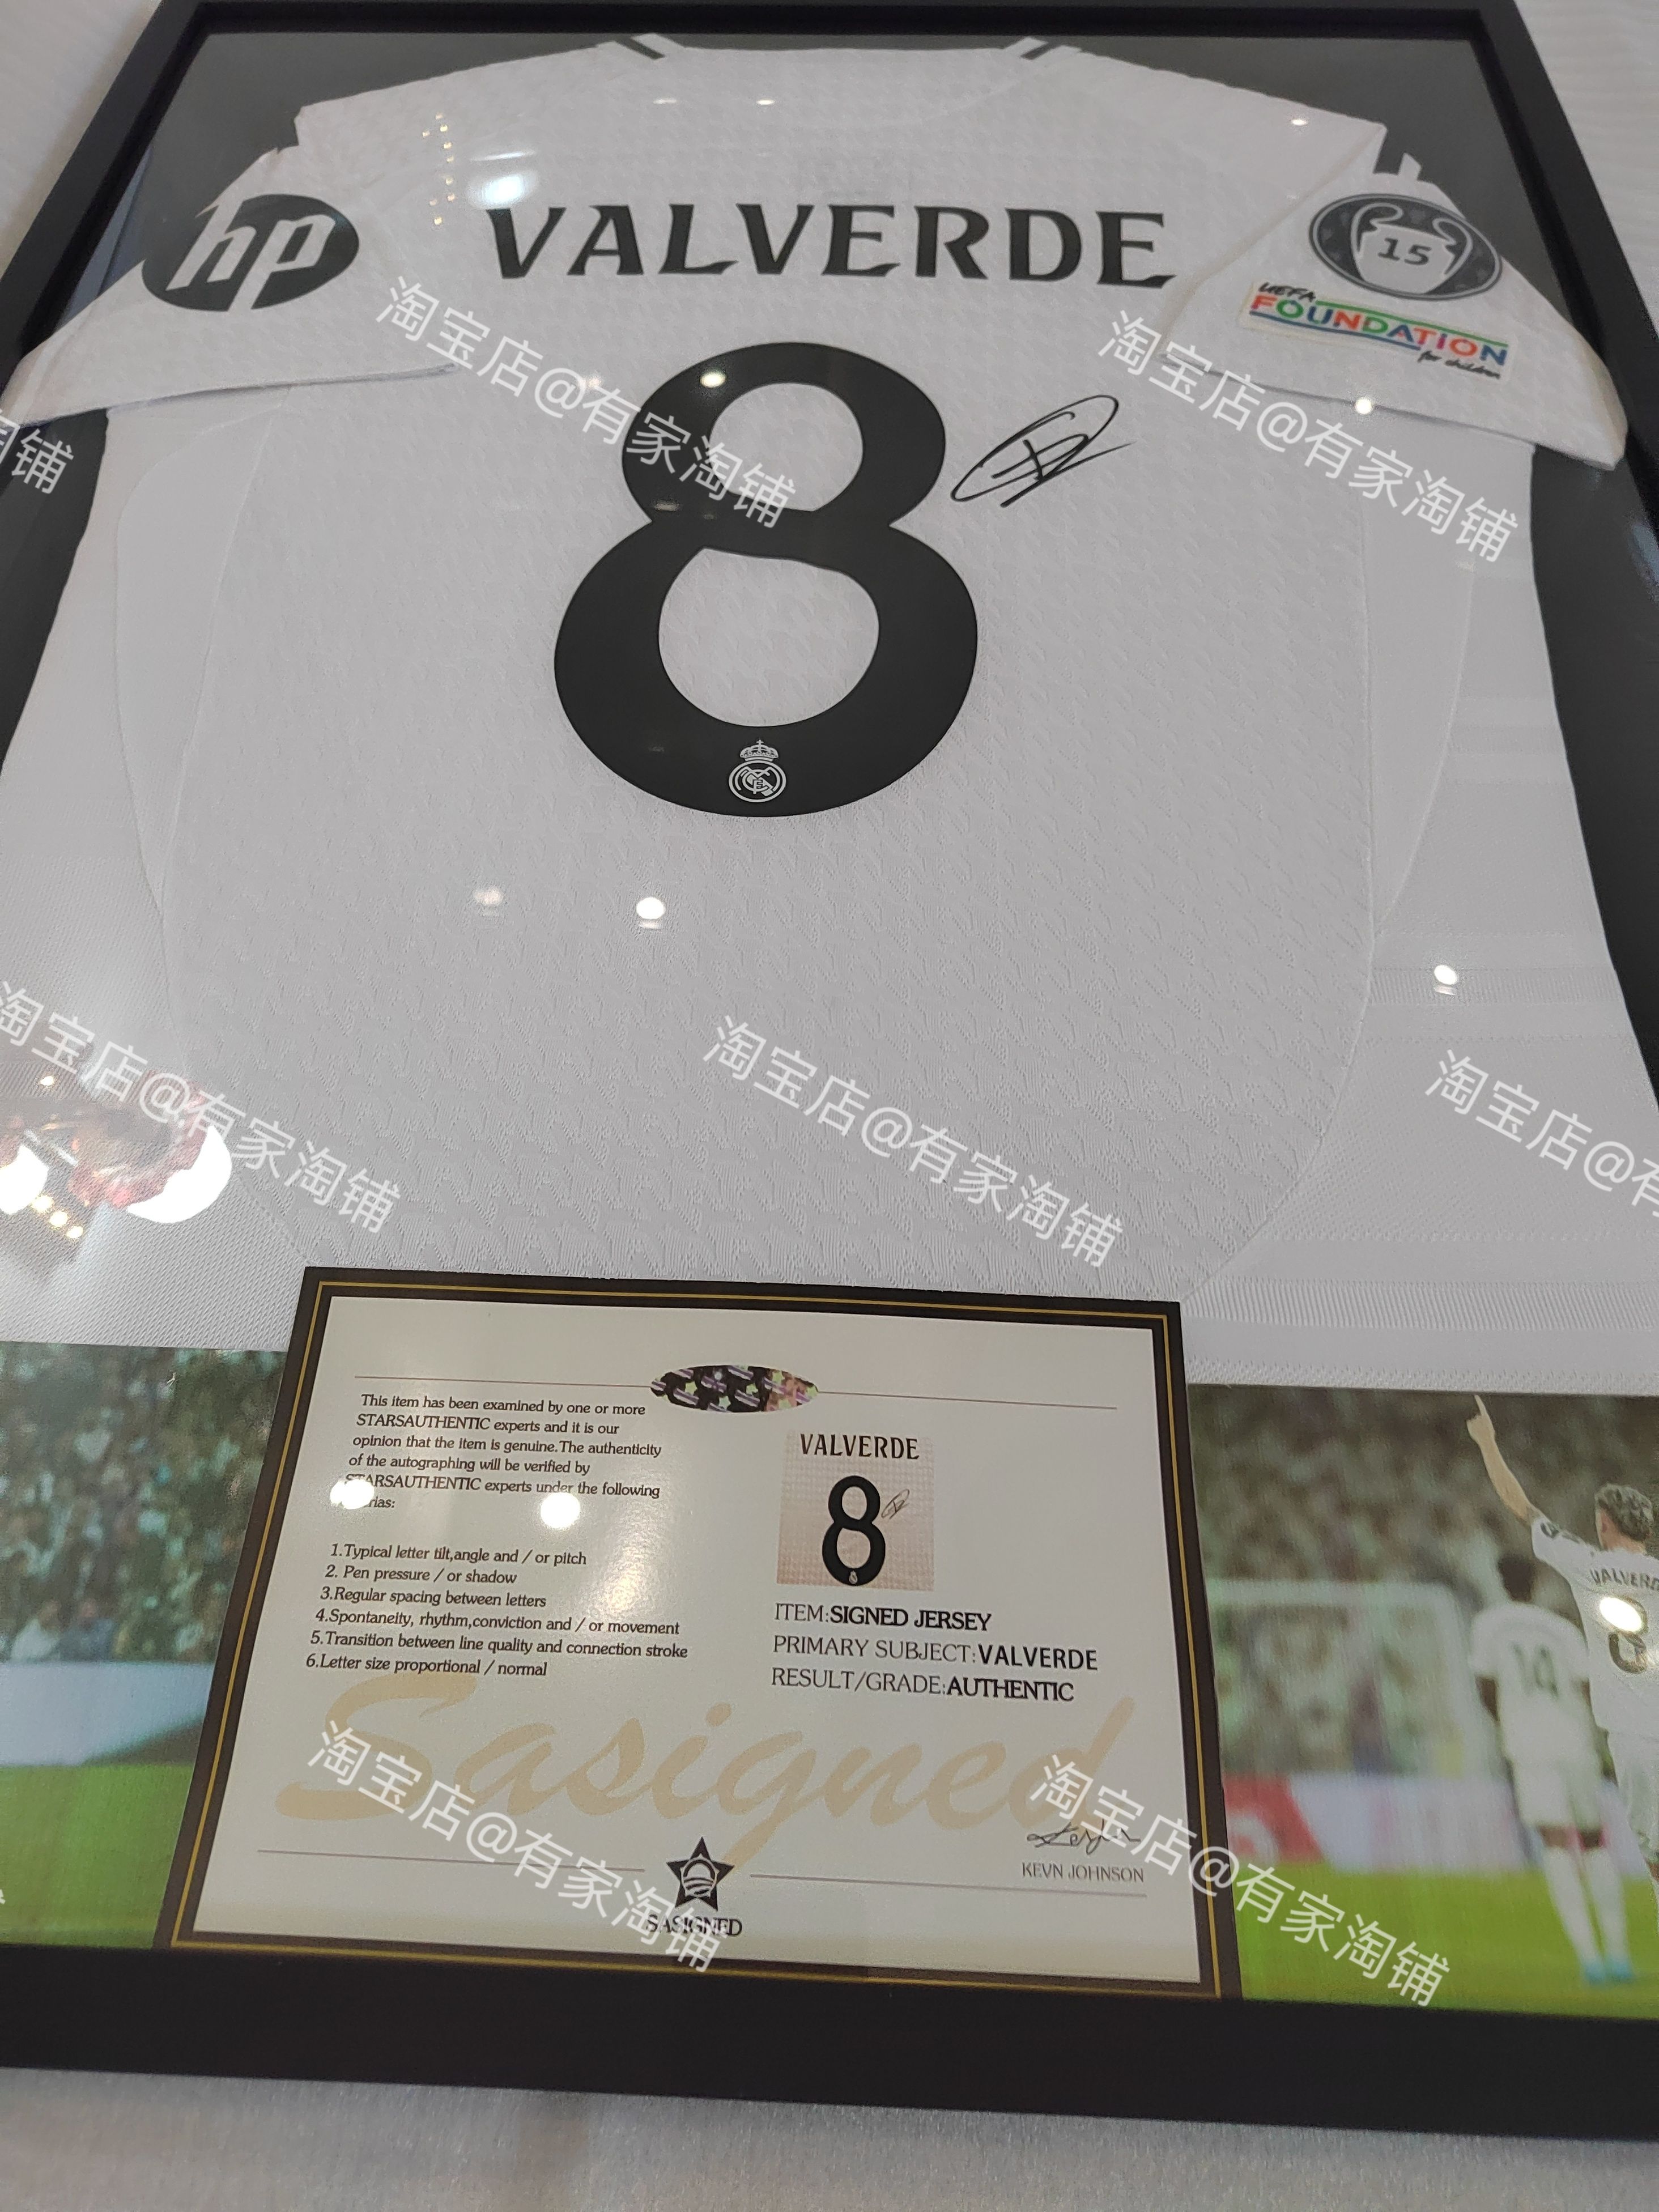 hp
VALVERDE
15
UEFA
FOUNDATION
for children
8
淘宝店@有家淘铺
淘宝店@有家淘铺
淘铺
淘宝店@有家淘铺
淘宝店@有家淘铺
淘宝店@有
This item has been examined by one or more
STARSAUTHENTIC experts and it is our
opinion that the item is genuine.The authenticity
of the autographing will be verified by
STARSAUTHENTIC experts under the following
rias:
1.Typical letter tilt,angle and / or pitch
2. Pen pressure / or shadow
3.Regular spacing between letters
4.Spontaneity, rhythm,conviction and / or movement
5.Transition between line quality and connection stroke
6.Letter size proportional / normal
VALVERDE
8
ITEM:SIGNED JERSEY
PRIMARY SUBJECT:VALVERDE
RESULT/GRADE:AUTHENTIC
Sasigned
KEVN JOHNSON
SASIGNED
VALVERD
8
14
淘宝店@有家淘铺
淘宝店@有家淘铺